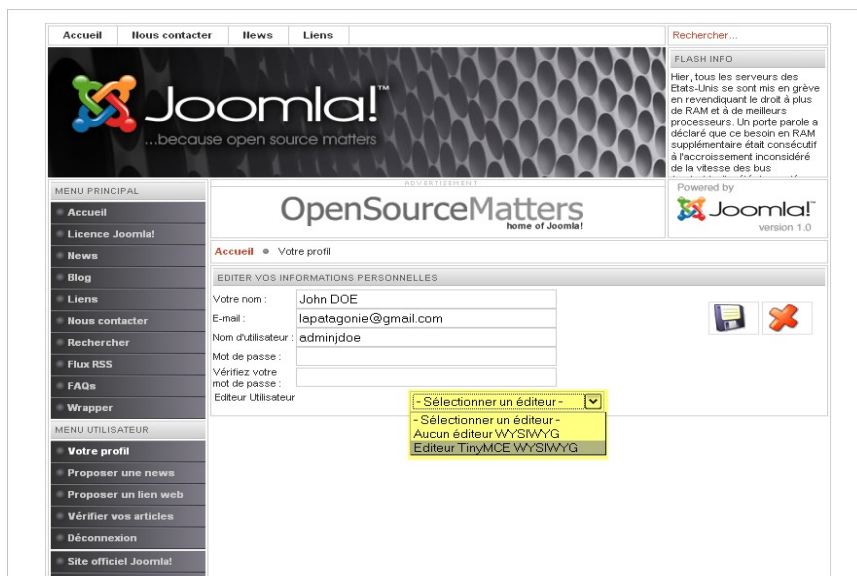 Accueil
Nous contacter
News
Liens
Rechercher...
Joomla!™
...because open source matters
FLASH INFO
Hier, tous les serveurs des
Etats-Unis se sont mis en grève
en revendiquant le droit à plus
de RAM et à de meilleurs
processeurs. Un porte parole a
déclaré que ce besoin en RAM
supplémentaire était consécutif
à l'accroissement inconsidéré
de la vitesse des bus
MENU PRINCIPAL
Accueil
Licence Joomla!
News
Blog
Liens
Nous contacter
Rechercher
Flux RSS
FAQs
Wrapper
MENU UTILISATEUR
Votre profil
Proposer une news
Proposer un lien web
Vérifier vos articles
Déconnexion
Site officiel Joomla!
ADVERTISEMENT
OpenSourceMatters
home of Joomla!
Powered by
Joomla!™
version 1.0
Accueil Votre profil
EDITER VOS INFORMATIONS PERSONNELLES
Votre nom : John DOE
E-mail : lapatagonie@gmail.com
Nom d'utilisateur : adminjdoe
Mot de passe :
Vérifiez votre
mot de passe :
Editeur Utilisateur
- Sélectionner un éditeur -
- Sélectionner un éditeur -
Aucun éditeur WYSIWYG
Editeur TinyMCE WYSIWYG